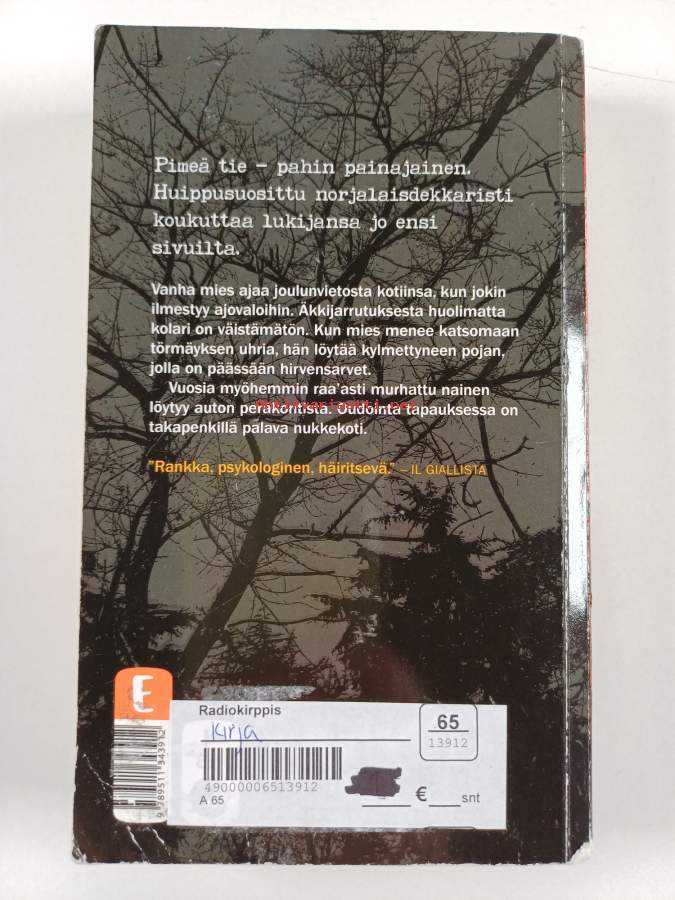 Pimeä tie – pahin painajainen.
Huippusuosittu norjalaisdekkaristi
koukuttaa lukijansa jo ensi
sivuilta.
Vanha mies ajaa joulunvietosta kotiinsa, kun jokin
ilmestyy ajovaloihin. Äkkijarrutuksesta huolimatta
kolari on väistämätön. Kun mies menee katsomaan
törmäyksen uhria, hän löytää kylmettyneen pojan,
jolla on päässään hirvensarvet.
Vuosia myöhemmin raa'asti murhattu nainen
löytyy auton perakontista. Oudointa tapauksessa on
takapenkillä palava nukkekoti.
"Rankka, psykologinen, häiritsevä." – IL GIALLISTA
E
9 789511 343912
Radiokirppis
Kirja
65
13912
49000006513912
A 65
€ snt